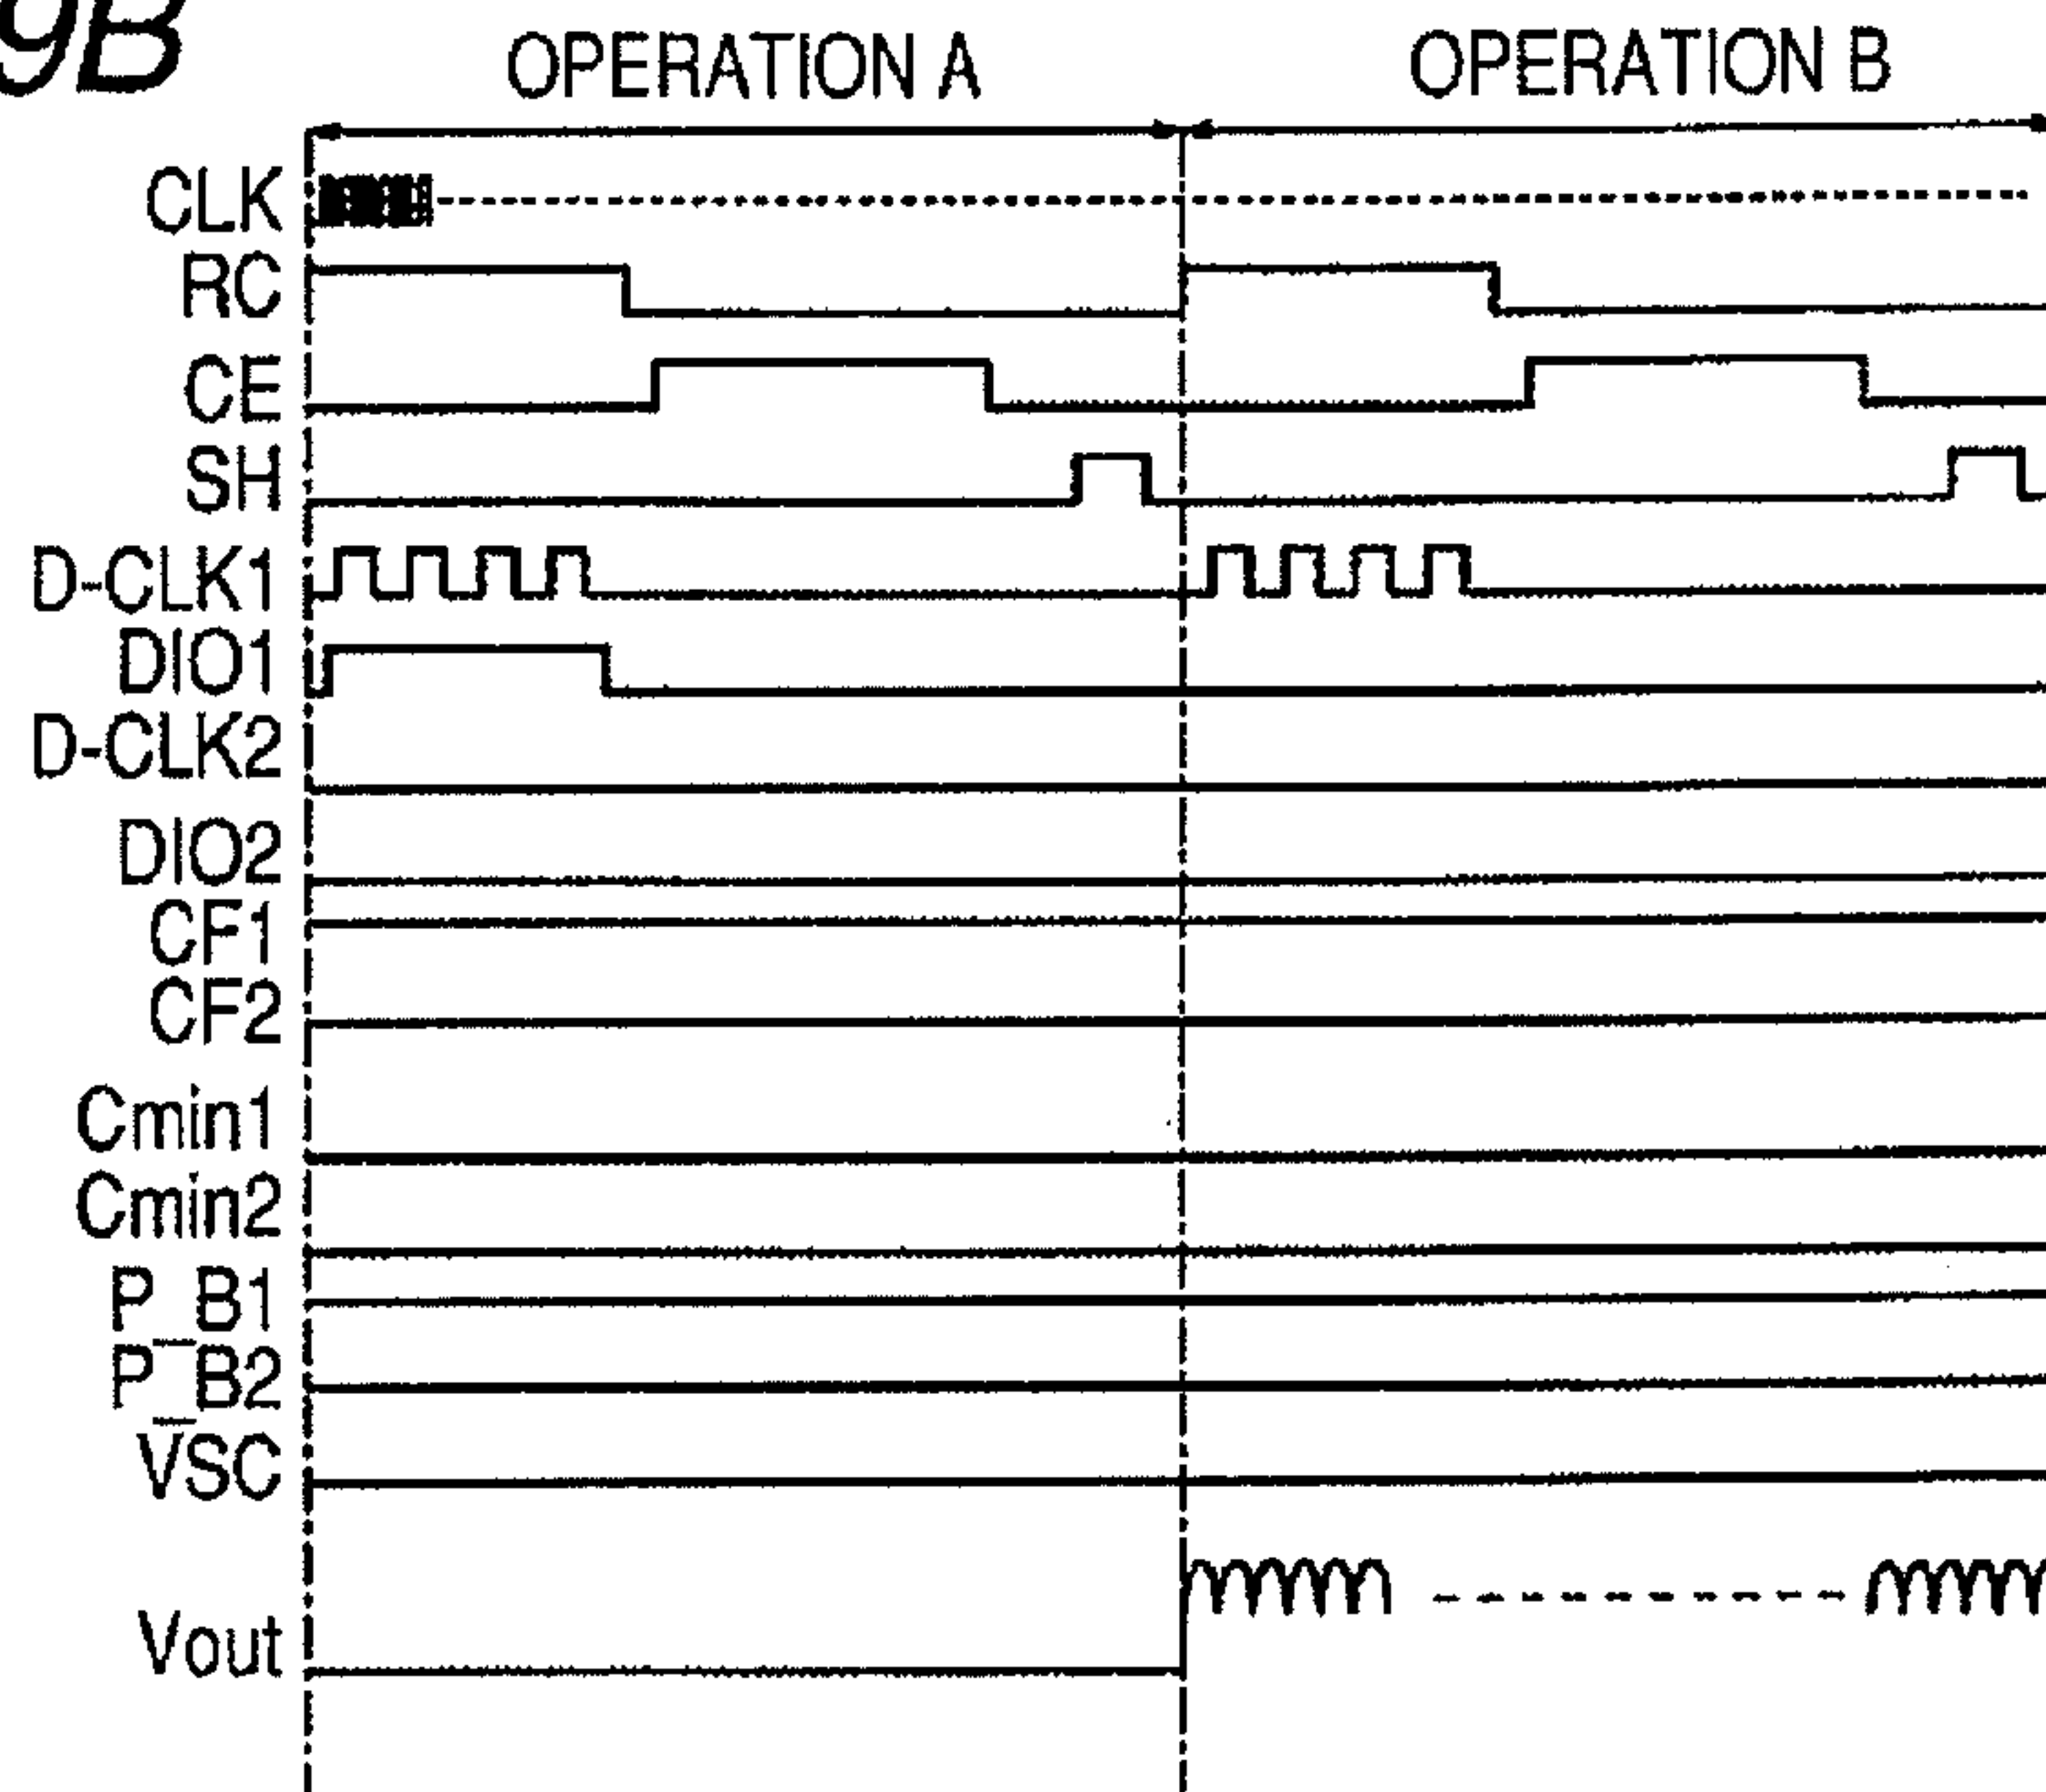 9B
OPERATION A OPERATION B
CLK
RC
CE
SH
D-CLK1
DIO1
D-CLK2
DIO2
CF1
CF2
Cmin1
Cmin2
P_B1
P_B2
VSC
Vout